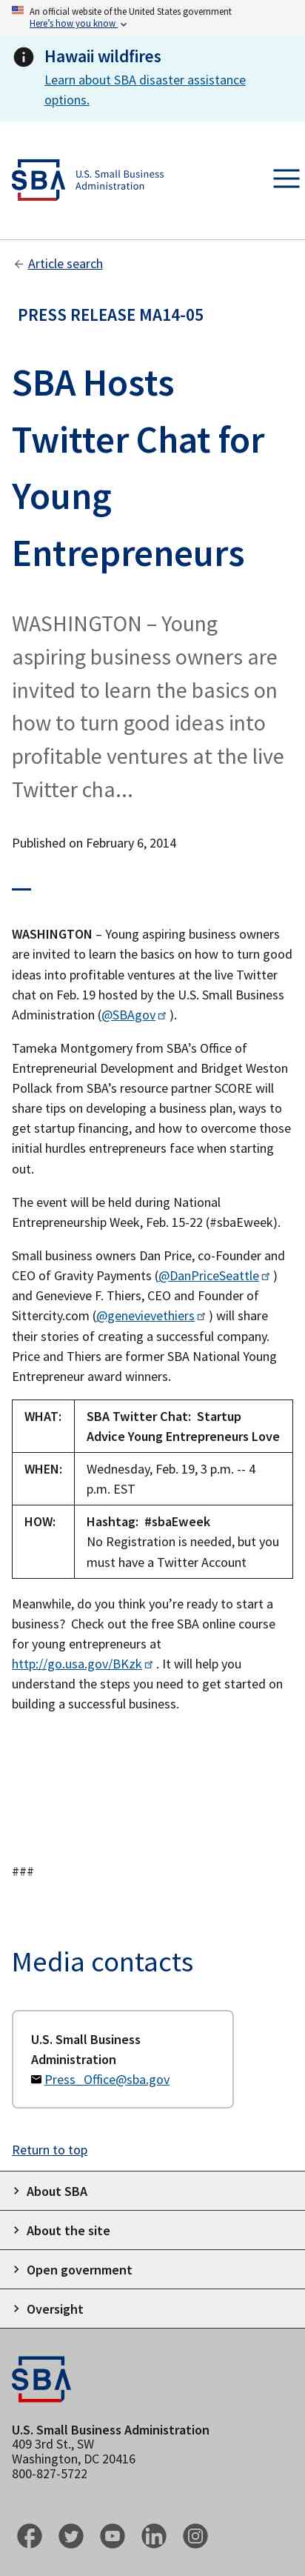 An official website of the United States government
Here’s how you know
Hawaii wildfires
Learn about SBA disaster assistance
options.
SBA
U.S. Small Business
Administration
Article search
PRESS RELEASE MA14-05
SBA Hosts
Twitter Chat for
Young
Entrepreneurs
WASHINGTON – Young
aspiring business owners are
invited to learn the basics on
how to turn good ideas into
profitable ventures at the live
Twitter cha...
Published on February 6, 2014
WASHINGTON – Young aspiring business owners
are invited to learn the basics on how to turn good
ideas into profitable ventures at the live Twitter
chat on Feb. 19 hosted by the U.S. Small Business
Administration (@SBAgov ).
Tameka Montgomery from SBA’s Office of
Entrepreneurial Development and Bridget Weston
Pollack from SBA’s resource partner SCORE will
share tips on developing a business plan, ways to
get startup financing, and how to overcome those
initial hurdles entrepreneurs face when starting
out.
The event will be held during National
Entrepreneurship Week, Feb. 15-22 (#sbaEweek).
Small business owners Dan Price, co-Founder and
CEO of Gravity Payments (@DanPriceSeattle )
and Genevieve F. Thiers, CEO and Founder of
Sittercity.com (@genevievethiers ) will share
their stories of creating a successful company.
Price and Thiers are former SBA National Young
Entrepreneur award winners.
WHAT: SBA Twitter Chat: Startup
Advice Young Entrepreneurs Love
WHEN: Wednesday, Feb. 19, 3 p.m. -- 4
p.m. EST
HOW: Hashtag: #sbaEweek
No Registration is needed, but you
must have a Twitter Account
Meanwhile, do you think you’re ready to start a
business? Check out the free SBA online course
for young entrepreneurs at
http://go.usa.gov/BKzk . It will help you
understand the steps you need to get started on
building a successful business.
###
Media contacts
U.S. Small Business
Administration
Press_Office@sba.gov
Return to top
About SBA
About the site
Open government
Oversight
SBA
U.S. Small Business Administration
409 3rd St., SW
Washington, DC 20416
800-827-5722